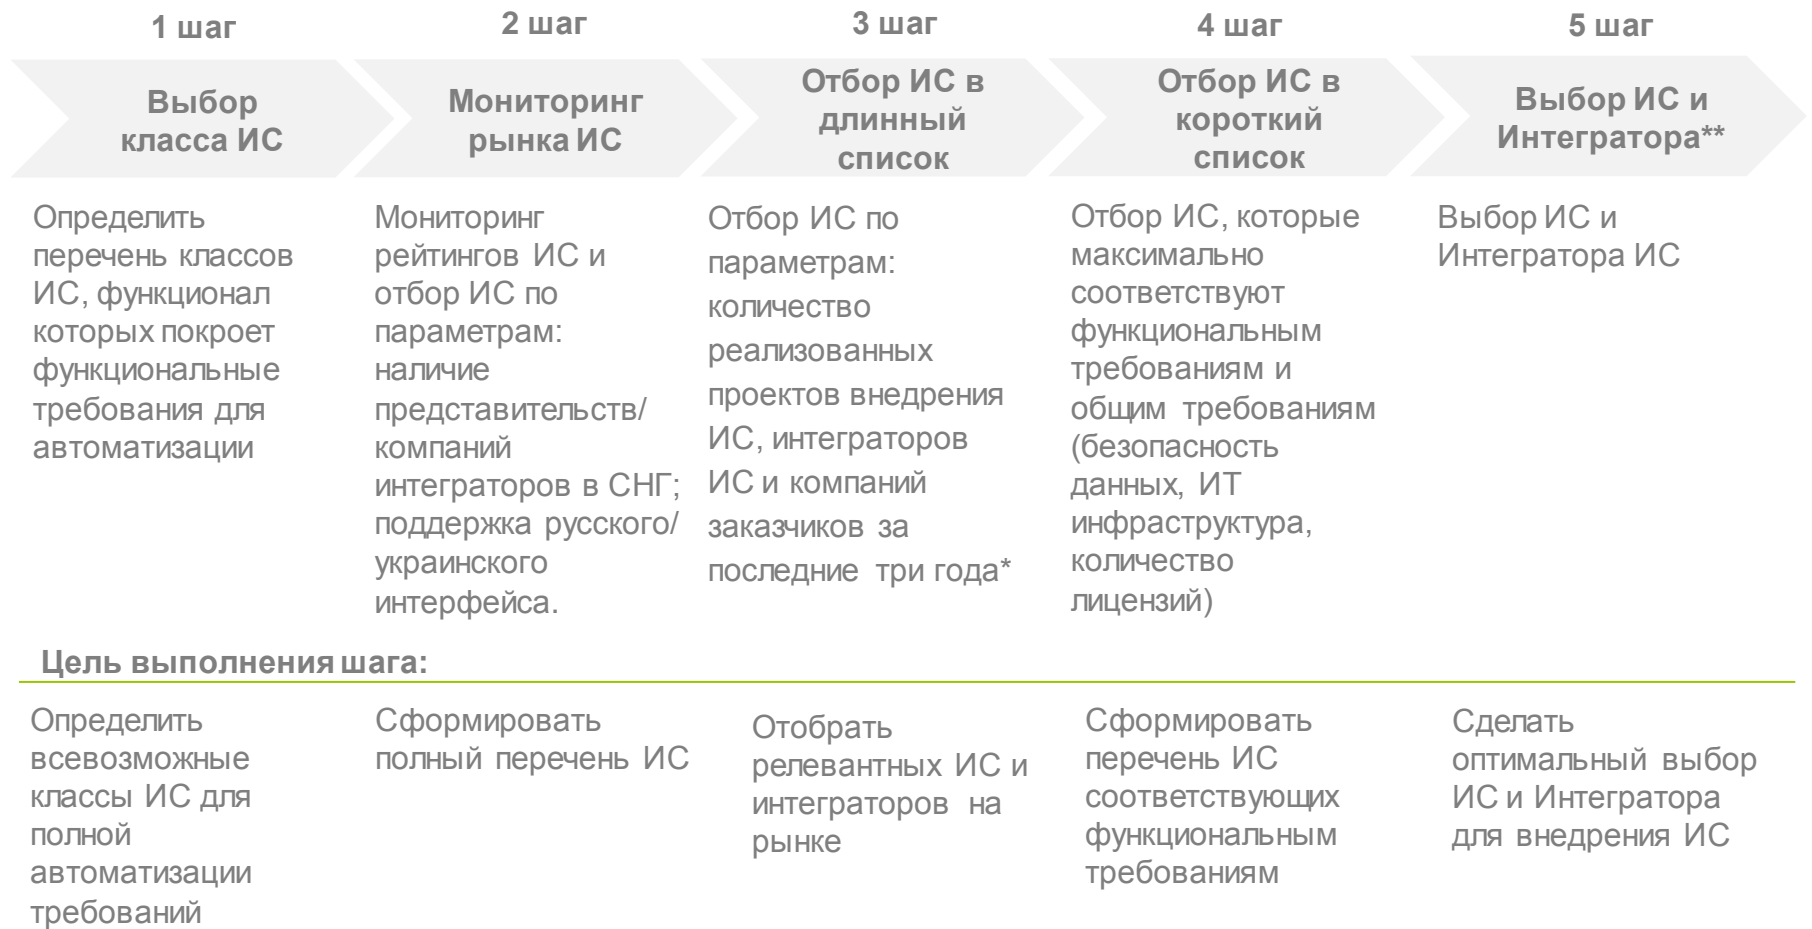 1 шаг
2 шаг
3 шаг
4 шаг
5 шаг
Выбор
класса ИС
Мониторинг
рынка ИС
Отбор ИС в
длинный
список
Отбор ИС в
короткий
список
Выбор ИС и
Интегратора**
Определить
перечень классов
ИС, функционал
которых покроет
функциональные
требования для
автоматизации
Мониторинг
рейтингов ИС и
отбор ИС по
параметрам:
наличие
представительств/
компаний
интеграторов в СНГ;
поддержка русского/
украинского
интерфейса.
Отбор ИС по
параметрам:
количество
реализованных
проектов внедрения
ИС, интеграторов
ИС и компаний
заказчиков за
последние три года*
Отбор ИС, которые
максимально
соответствуют
функциональным
требованиям и
общим требованиям
(безопасность
данных, ИТ
инфраструктура,
количество
лицензий)
Выбор ИС и
Интегратора ИС
Цель выполнения шага:
Определить
всевозможные
классы ИС для
полной
автоматизации
требований
Сформировать
полный перечень ИС
Отобрать
релевантных ИС и
интеграторов на
рынке
Сформировать
перечень ИС
соответствующих
функциональным
требованиям
Сделать
оптимальный выбор
ИС и Интегратора
для внедрения ИС